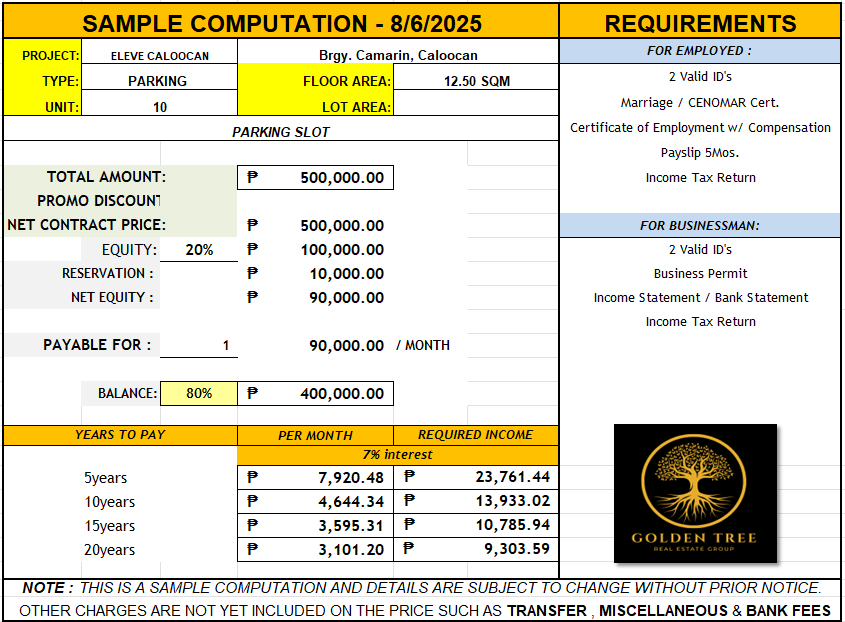 SAMPLE COMPUTATION - 8/6/2025
PROJECT: ELEVE CALOOCAN Brgy. Camarin, Caloocan
TYPE: PARKING FLOOR AREA: 12.50 SQM
UNIT: 10 LOT AREA:
PARKING SLOT
TOTAL AMOUNT: ₱ 500,000.00
PROMO DISCOUNT
NET CONTRACT PRICE: ₱ 500,000.00
EQUITY: 20% ₱ 100,000.00
RESERVATION : ₱ 10,000.00
NET EQUITY : ₱ 90,000.00
PAYABLE FOR : 1 90,000.00 / MONTH
BALANCE: 80% ₱ 400,000.00
YEARS TO PAY PER MONTH REQUIRED INCOME
7% interest
5years ₱ 7,920.48 ₱ 23,761.44
10years ₱ 4,644.34 ₱ 13,933.02
15years ₱ 3,595.31 ₱ 10,785.94
20years ₱ 3,101.20 ₱ 9,303.59
REQUIREMENTS
FOR EMPLOYED :
2 Valid ID's
Marriage / CENOMAR Cert.
Certificate of Employment w/ Compensation
Payslip 5Mos.
Income Tax Return
FOR BUSINESSMAN:
2 Valid ID's
Business Permit
Income Statement / Bank Statement
Income Tax Return
GOLDEN TREE
REAL ESTATE GROUP
NOTE : THIS IS A SAMPLE COMPUTATION AND DETAILS ARE SUBJECT TO CHANGE WITHOUT PRIOR NOTICE.
OTHER CHARGES ARE NOT YET INCLUDED ON THE PRICE SUCH AS TRANSFER , MISCELLANEOUS & BANK FEES